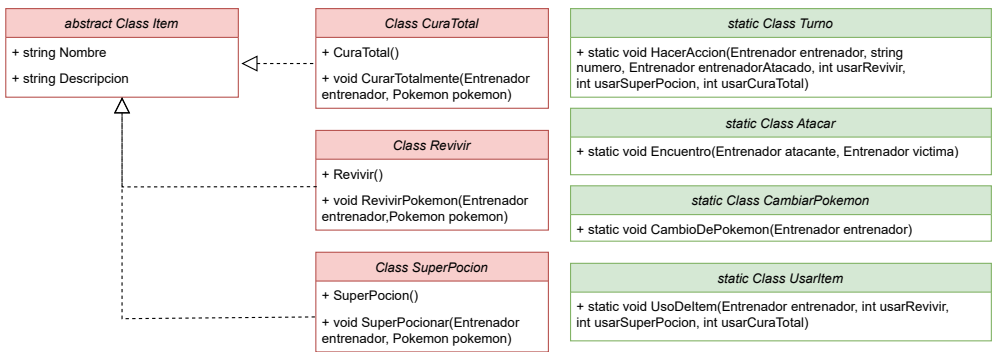 abstract Class Item
+ string Nombre
+ string Descripcion
Class CuraTotal
+ CuraTotal()
+ void CurarTotalmente(Entrenador
entrenador, Pokemon pokemon)
Class Revivir
+ Revivir()
+ void RevivirPokemon(Entrenador
entrenador,Pokemon pokemon)
Class SuperPocion
+ SuperPocion()
+ void SuperPocionar(Entrenador
entrenador, Pokemon pokemon)
static Class Turno
+ static void HacerAccion(Entrenador entrenador, string
numero, Entrenador entrenadorAtacado, int usarRevivir,
int usarSuperPocion, int usarCuraTotal)
static Class Atacar
+ static void Encuentro(Entrenador atacante, Entrenador victima)
static Class CambiarPokemon
+ static void CambioDePokemon(Entrenador entrenador)
static Class UsarItem
+ static void UsoDeItem(Entrenador entrenador, int usarRevivir,
int usarSuperPocion, int usarCuraTotal)